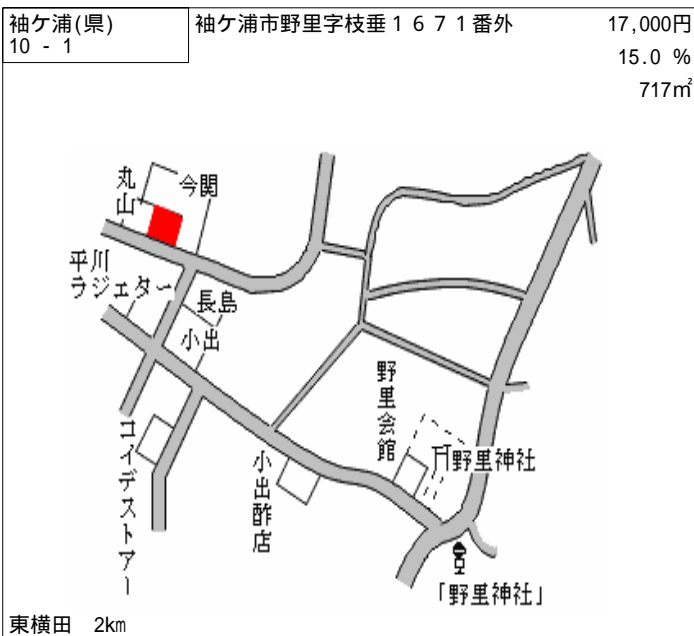 袖ケ浦(県)
10 - 1
袖ケ浦市野里字枝垂１６７１番外
17,000円
15.0 %
717㎡
丸山
今関
平川
ラジェター
長島
小出
野里会館
野里神社
コイデストアー
小出酢店
「野里神社」
東横田　2km